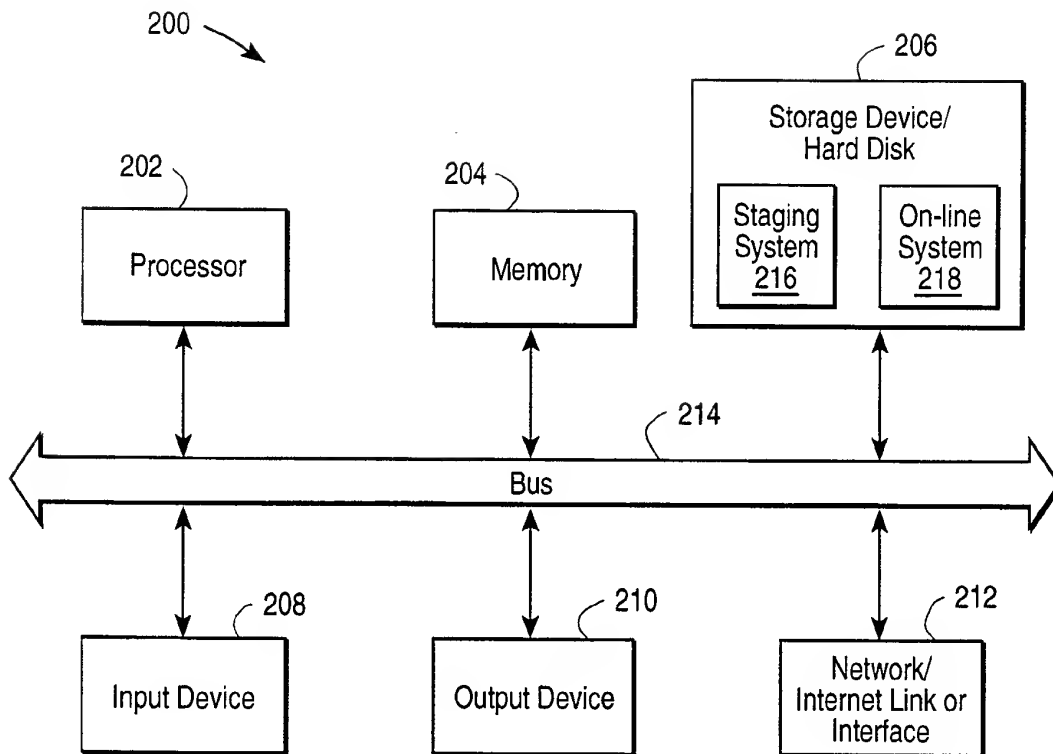 200
206
Storage Device/
Hard Disk
202
204
Staging
System
216
On-line
System
218
Processor
Memory
214
Bus
208
210
212
Input Device
Output Device
Network/
Internet Link or
Interface